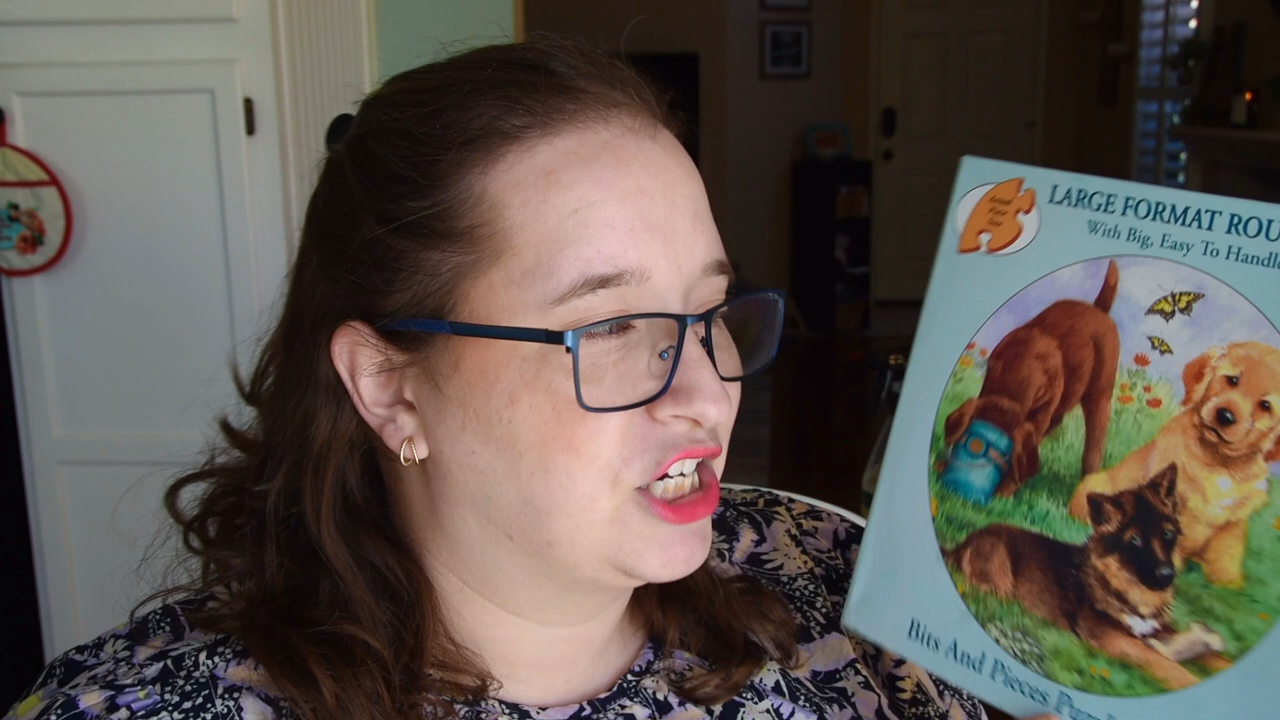 LARGE FORMAT ROU
With Big, Easy To Handle
Bits And Pieces